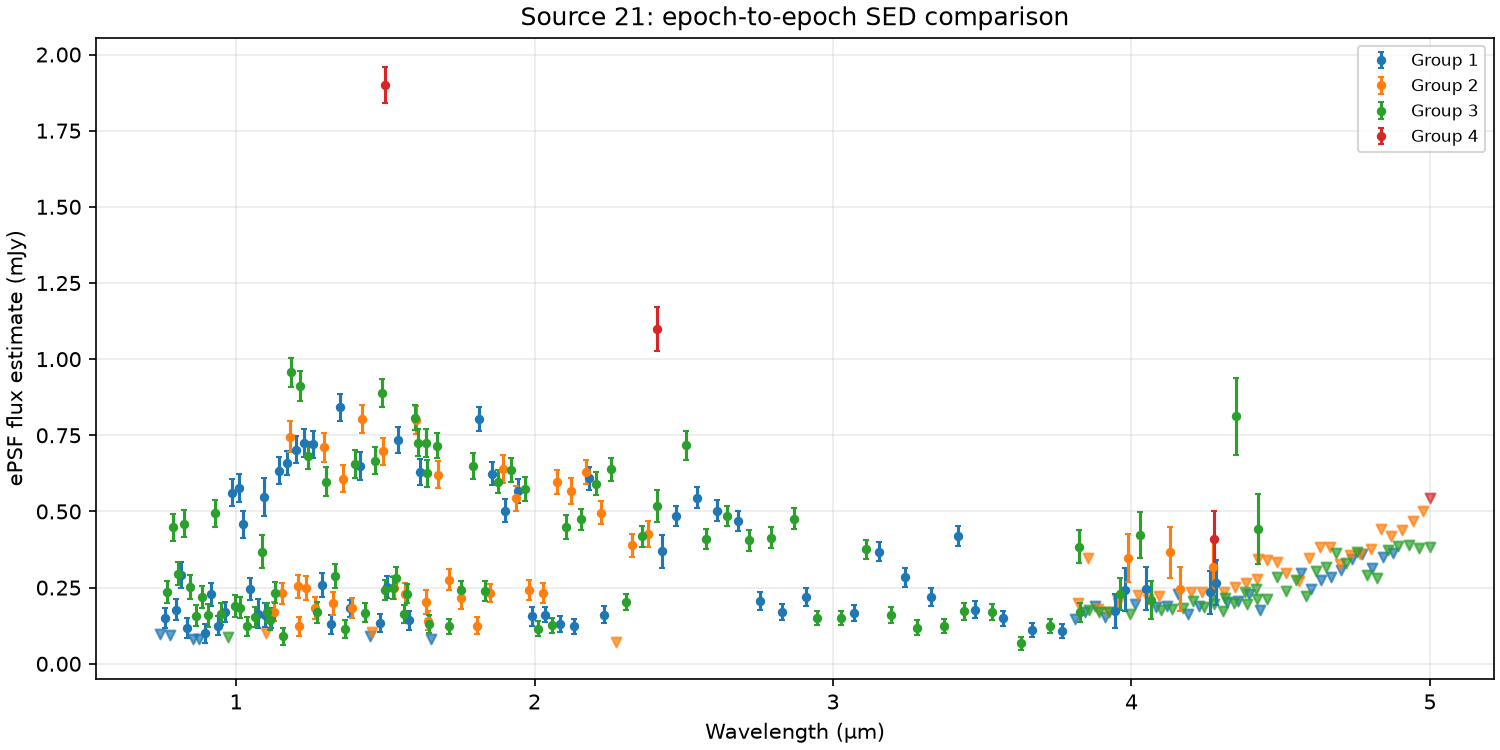 Source 21: epoch-to-epoch SED comparison
ePSF flux estimate (mJy)
2.00
1.75
1.50
1.25
1.00
0.75
0.50
0.25
0.00
Group 1
Group 2
Group 3
Group 4
1 2 3 4 5
Wavelength (μm)